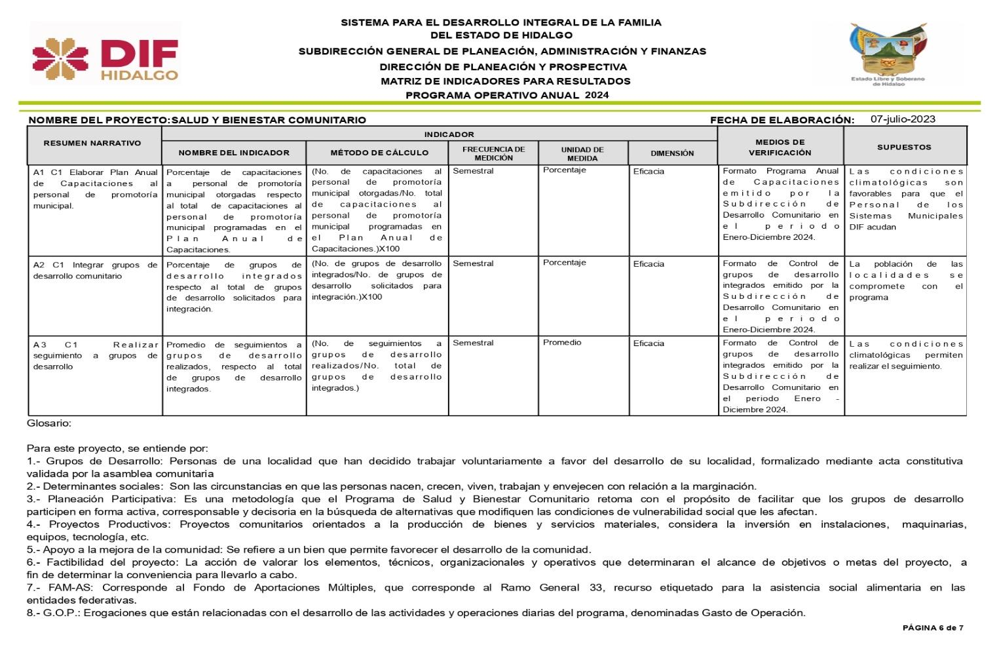 DIF
HIDALGO
SISTEMA PARA EL DESARROLLO INTEGRAL DE LA FAMILIA
DEL ESTADO DE HIDALGO
SUBDIRECCIÓN GENERAL DE PLANEACIÓN, ADMINISTRACIÓN Y FINANZAS
DIRECCIÓN DE PLANEACIÓN Y PROSPECTIVA
MATRIZ DE INDICADORES PARA RESULTADOS
PROGRAMA OPERATIVO ANUAL 2024
Estado Libre y Soberano
de Hidalgo
NOMBRE DEL PROYECTO:SALUD Y BIENESTAR COMUNITARIO
FECHA DE ELABORACIÓN: 07-julio-2023
RESUMEN NARRATIVO
INDICADOR
NOMBRE DEL INDICADOR
MÉTODO DE CÁLCULO
FRECUENCIA DE
MEDICIÓN
UNIDAD DE
MEDIDA
DIMENSIÓN
MEDIOS DE
VERIFICACIÓN
SUPUESTOS
A1 C1 Elaborar Plan Anual
de Capacitaciones al
personal de promotoría
municipal.
Porcentaje de capacitaciones
a personal de promotoría
municipal otorgadas respecto
al total de capacitaciones al
personal de promotoría
municipal programadas en el
Plan Anual de
Capacitaciones.
(No. de capacitaciones al
personal de promotoría
municipal otorgadas/No. total
de capacitaciones al
personal de promotoría
municipal programadas en
el Plan Anual de
Capacitaciones.)X100
Semestral
Porcentaje
Eficacia
Formato Programa Anual
de Capacitaciones
emitido por la
Subdirección de
Desarrollo Comunitario en
el periodo
Enero-Diciembre 2024.
Las condiciones
climatológicas son
favorables para que el
Personal de los
Sistemas Municipales
DIF acudan
A2 C1 Integrar grupos de
desarrollo comunitario
Porcentaje de grupos de
desarrollo integrados
respecto al total de grupos
de desarrollo solicitados para
integración.
(No. de grupos de desarrollo
integrados/No. de grupos de
desarrollo solicitados para
integración.)X100
Semestral
Porcentaje
Eficacia
Formato de Control de
grupos de desarrollo
integrados emitido por la
Subdirección de
Desarrollo Comunitario en
el periodo
Enero-Diciembre 2024.
La población de las
localidades se
compromete con el
programa
A3 C1 Realizar
seguimiento a grupos de
desarrollo
Promedio de seguimientos a
grupos de desarrollo
realizados, respecto al total
de grupos de desarrollo
integrados.
(No. de seguimientos a
grupos de desarrollo
realizados/No. total de
grupos de desarrollo
integrados.)
Semestral
Promedio
Eficacia
Formato de Control de
grupos de desarrollo
integrados emitido por la
Subdirección de
Desarrollo Comunitario en
el periodo Enero -
Diciembre 2024.
Las condiciones
climatológicas permiten
realizar el seguimiento.
Glosario:
Para este proyecto, se entiende por:
1.- Grupos de Desarrollo: Personas de una localidad que han decidido trabajar voluntariamente a favor del desarrollo de su localidad, formalizado mediante acta constitutiva
validada por la asamblea comunitaria
2.- Determinantes sociales: Son las circunstancias en que las personas nacen, crecen, viven, trabajan y envejecen con relación a la marginación.
3.- Planeación Participativa: Es una metodología que el Programa de Salud y Bienestar Comunitario retoma con el propósito de facilitar que los grupos de desarrollo
participen en forma activa, corresponsable y decisoria en la búsqueda de alternativas que modifiquen las condiciones de vulnerabilidad social que les afectan.
4.- Proyectos Productivos: Proyectos comunitarios orientados a la producción de bienes y servicios materiales, considera la inversión en instalaciones, maquinarias,
equipos, tecnología, etc.
5.- Apoyo a la mejora de la comunidad: Se refiere a un bien que permite favorecer el desarrollo de la comunidad.
6.- Factibilidad del proyecto: La acción de valorar los elementos, técnicos, organizacionales y operativos que determinaran el alcance de objetivos o metas del proyecto, a
fin de determinar la conveniencia para llevarlo a cabo.
7.- FAM-AS: Corresponde al Fondo de Aportaciones Múltiples, que corresponde al Ramo General 33, recurso etiquetado para la asistencia social alimentaria en las
entidades federativas.
8.- G.O.P.: Erogaciones que están relacionadas con el desarrollo de las actividades y operaciones diarias del programa, denominadas Gasto de Operación.
PÁGINA 6 de 7